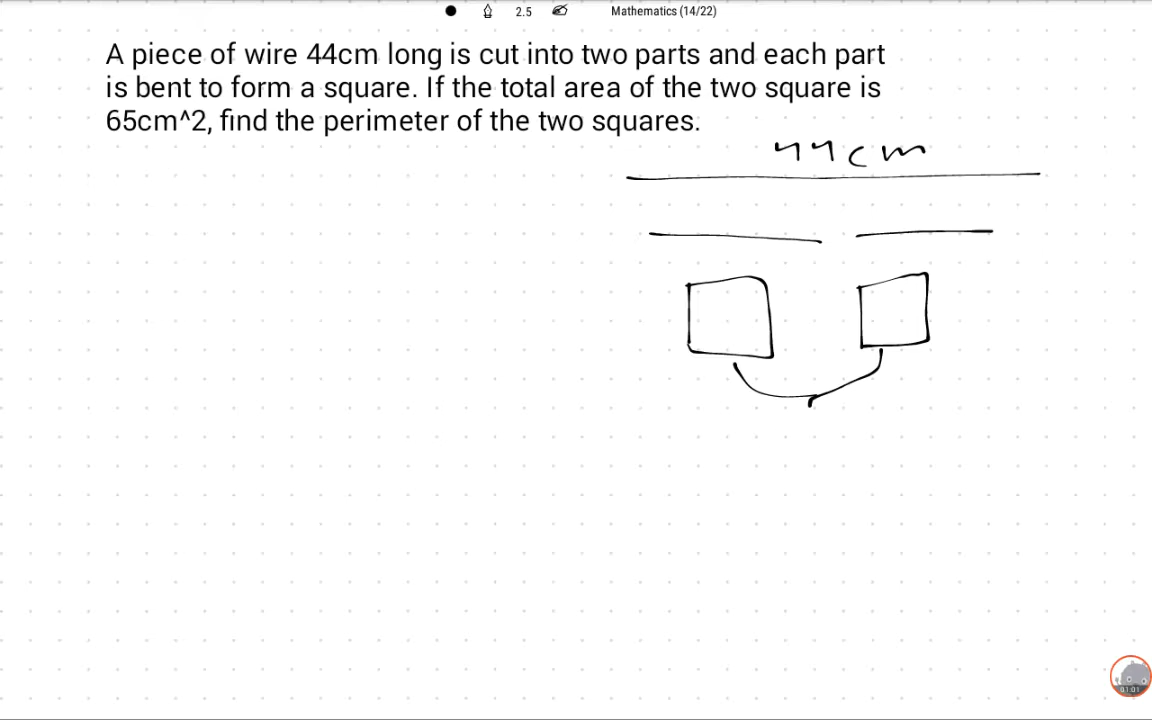 2.5 Mathematics (14/22)
A piece of wire 44cm long is cut into two parts and each part
is bent to form a square. If the total area of the two square is
65cm^2, find the perimeter of the two squares.
44cm
01:01